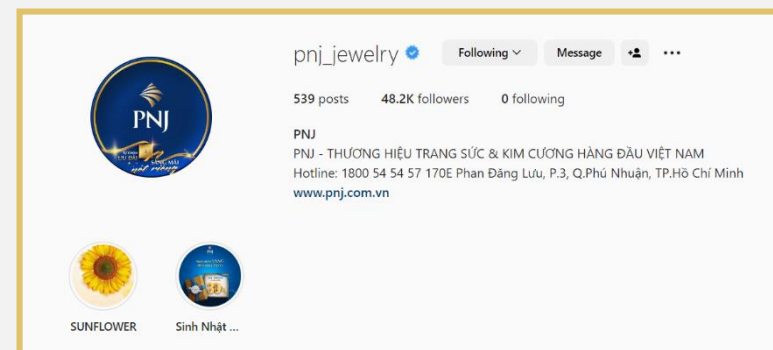 pnj_jewelry
Following
Message
539 posts 48.2K followers 0 following
PNJ
PNJ - THƯƠNG HIỆU TRANG SỨC & KIM CƯƠNG HÀNG ĐẦU VIỆT NAM
Hotline: 1800 54 54 57 170E Phan Đăng Lưu, P.3, Q.Phú Nhuận, TP.Hồ Chí Minh
www.pnj.com.vn
PNJ
ƯU ĐÃI
SUNFLOWER
Sinh Nhật ...